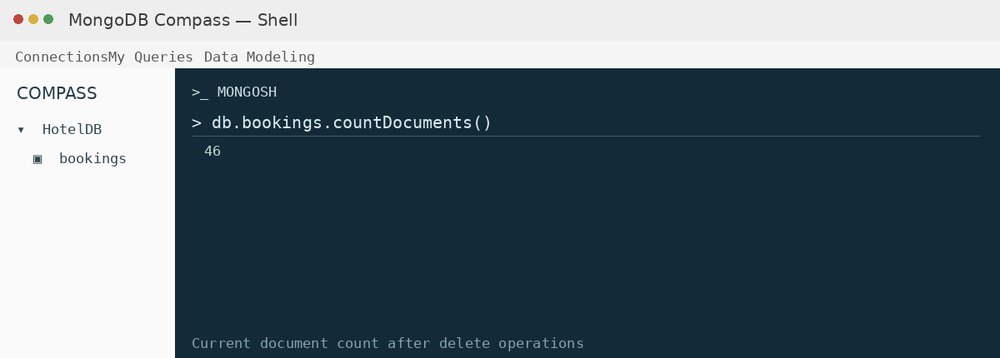 MongoDB Compass — Shell
ConnectionsMy Queries Data Modeling
COMPASS
▾ HotelDB
▣ bookings
>_ MONGOSH
> db.bookings.countDocuments()
46
Current document count after delete operations